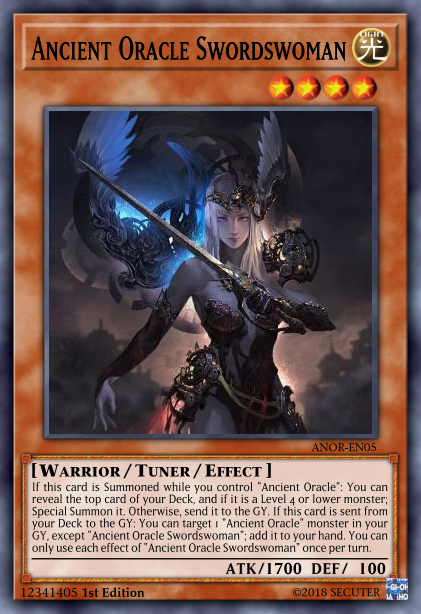 ANCIENT ORACLE SWORDSWOMAN
LIGHT
光
ANOR-EN05
[WARRIOR/TUNER/EFFECT]
If this card is Summoned while you control "Ancient Oracle": You can
reveal the top card of your Deck, and if it is a Level 4 or lower monster;
Special Summon it. Otherwise, send it to the GY. If this card is sent from
your Deck to the GY: You can target 1 "Ancient Oracle" monster in your
GY, except "Ancient Oracle Swordswoman"; add it to your hand. You can
only use each effect of "Ancient Oracle Swordswoman" once per turn.
ATK/1700 DEF/ 100
12341405 1st Edition
©2018 SECUTER